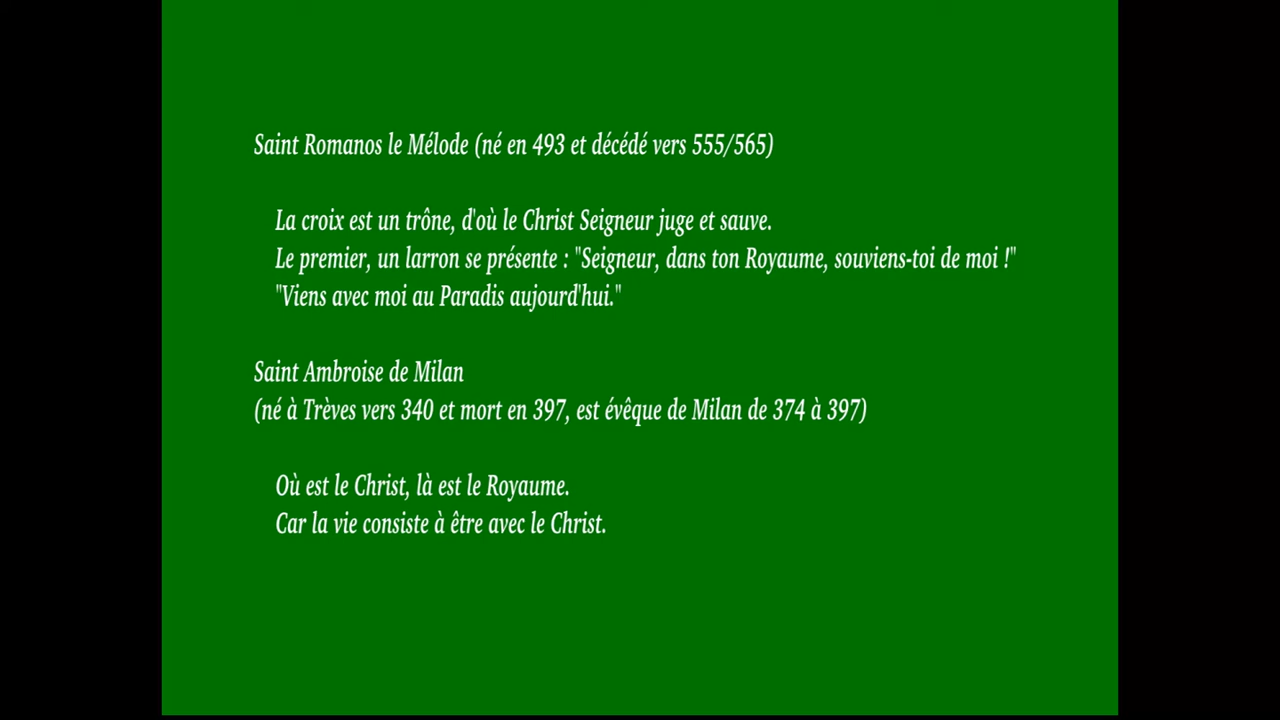 Saint Romanos le Mélode (né en 493 et décédé vers 555/565)
La croix est un trône, d'où le Christ Seigneur juge et sauve.
Le premier, un larron se présente : "Seigneur, dans ton Royaume, souviens-toi de moi !"
"Viens avec moi au Paradis aujourd'hui."
Saint Ambroise de Milan
(né à Trèves vers 340 et mort en 397, est évêque de Milan de 374 à 397)
Où est le Christ, là est le Royaume.
Car la vie consiste à être avec le Christ.